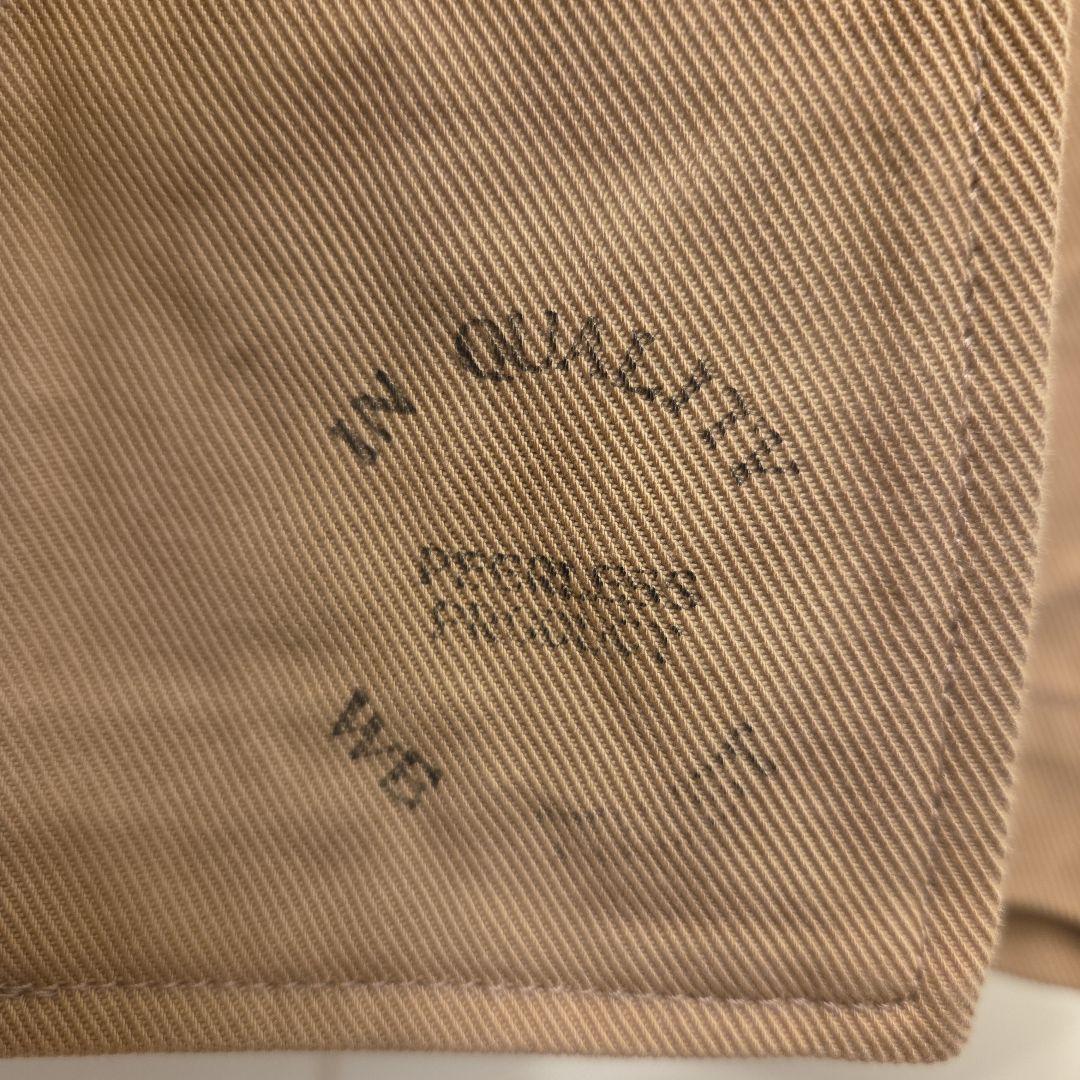 IN QUALITY
PEERLESS
PRODUCT
WE